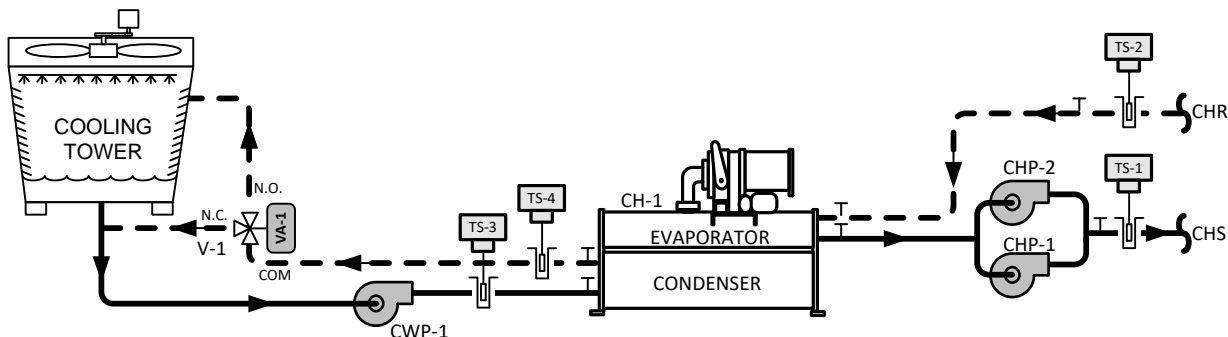 TS-2
CHR
COOLING
TOWER
CHP-2
TS-1
N.O.
TS-4
CH-1
N.C.
VA-1
TS-3
V-1
EVAPORATOR
CHS
CHP-1
COM
CONDENSER
CWP-1